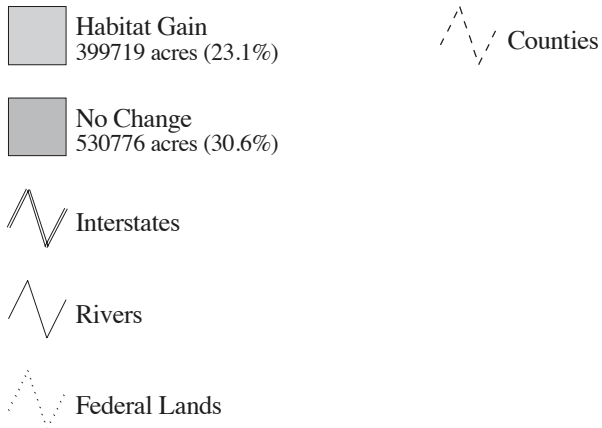 Habitat Gain
399719 acres (23.1%)
No Change
530776 acres (30.6%)
Interstates
Rivers
Federal Lands
Counties